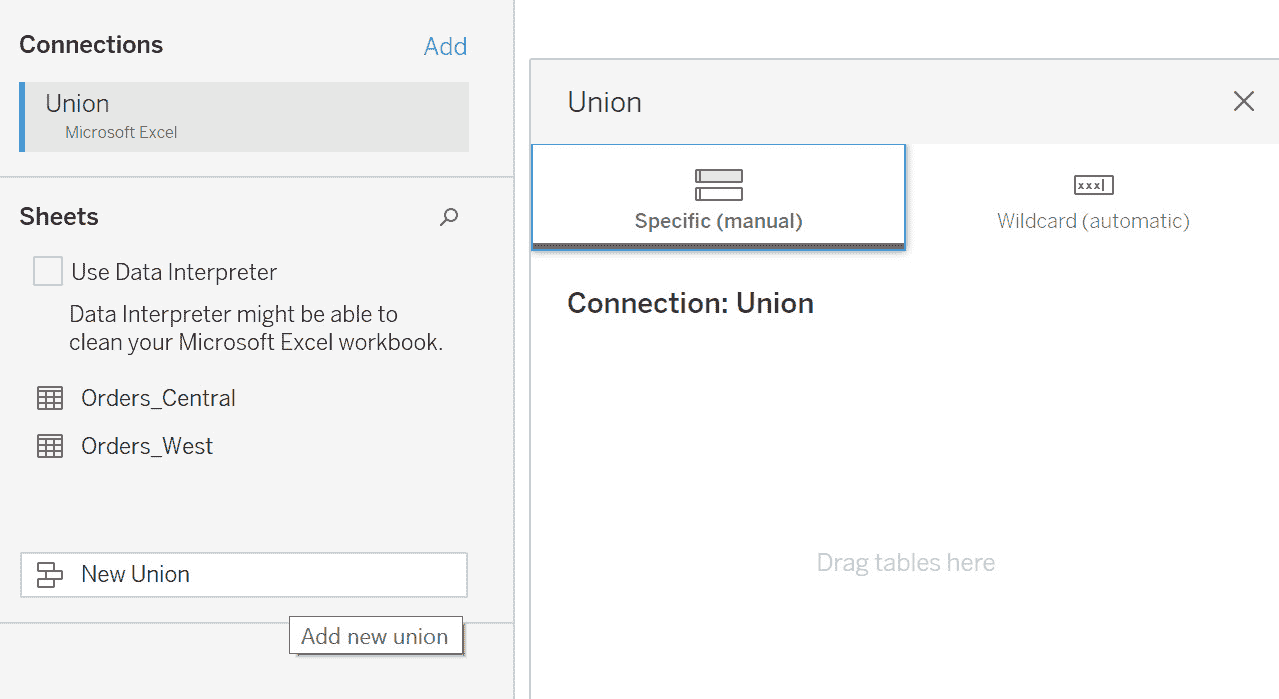 Connections
Add
Union
Microsoft Excel
Sheets
Use Data Interpreter
Data Interpreter might be able to
clean your Microsoft Excel workbook.
Orders_Central
Orders_West
New Union
Add new union
Union
Specific (manual)
xxx
Wildcard (automatic)
Connection: Union
Drag tables here